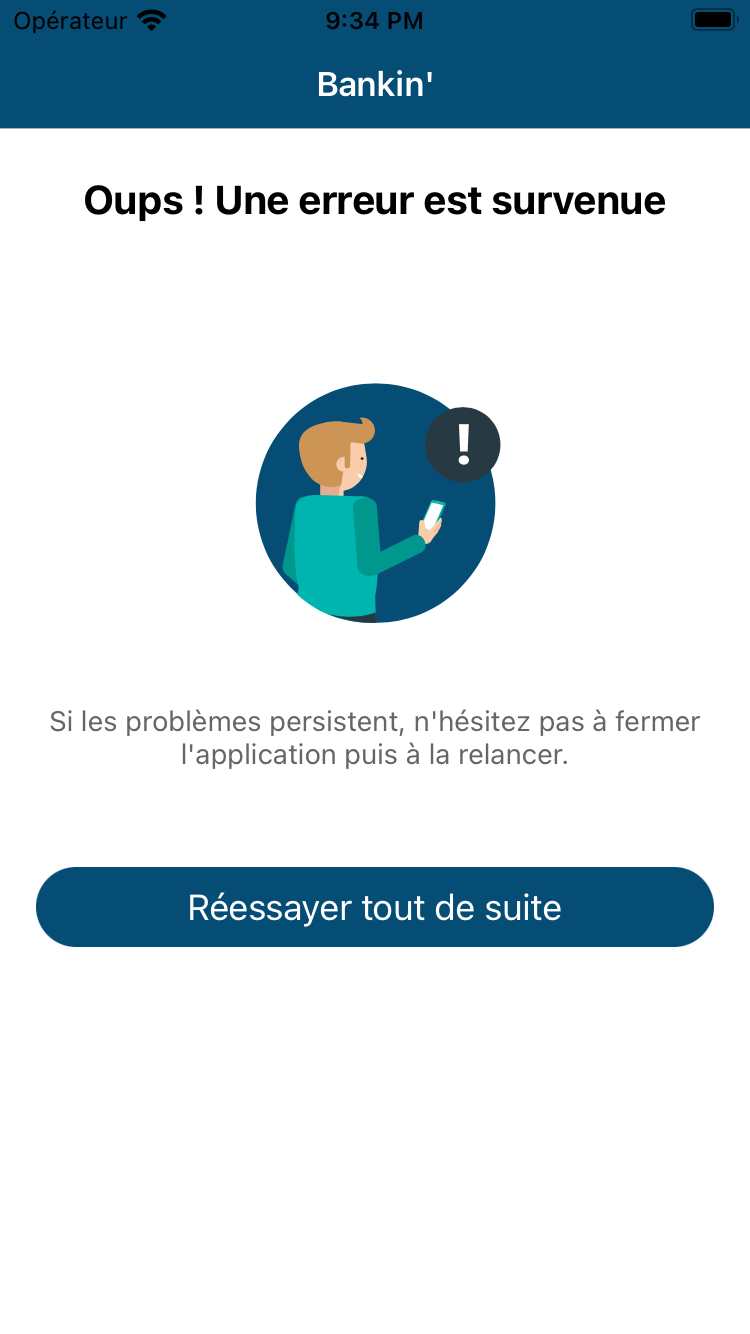 Opérateur 9:34 PM
Bankin'
Oups ! Une erreur est survenue
!
Si les problèmes persistent, n'hésitez pas à fermer
l'application puis à la relancer.
Réessayer tout de suite